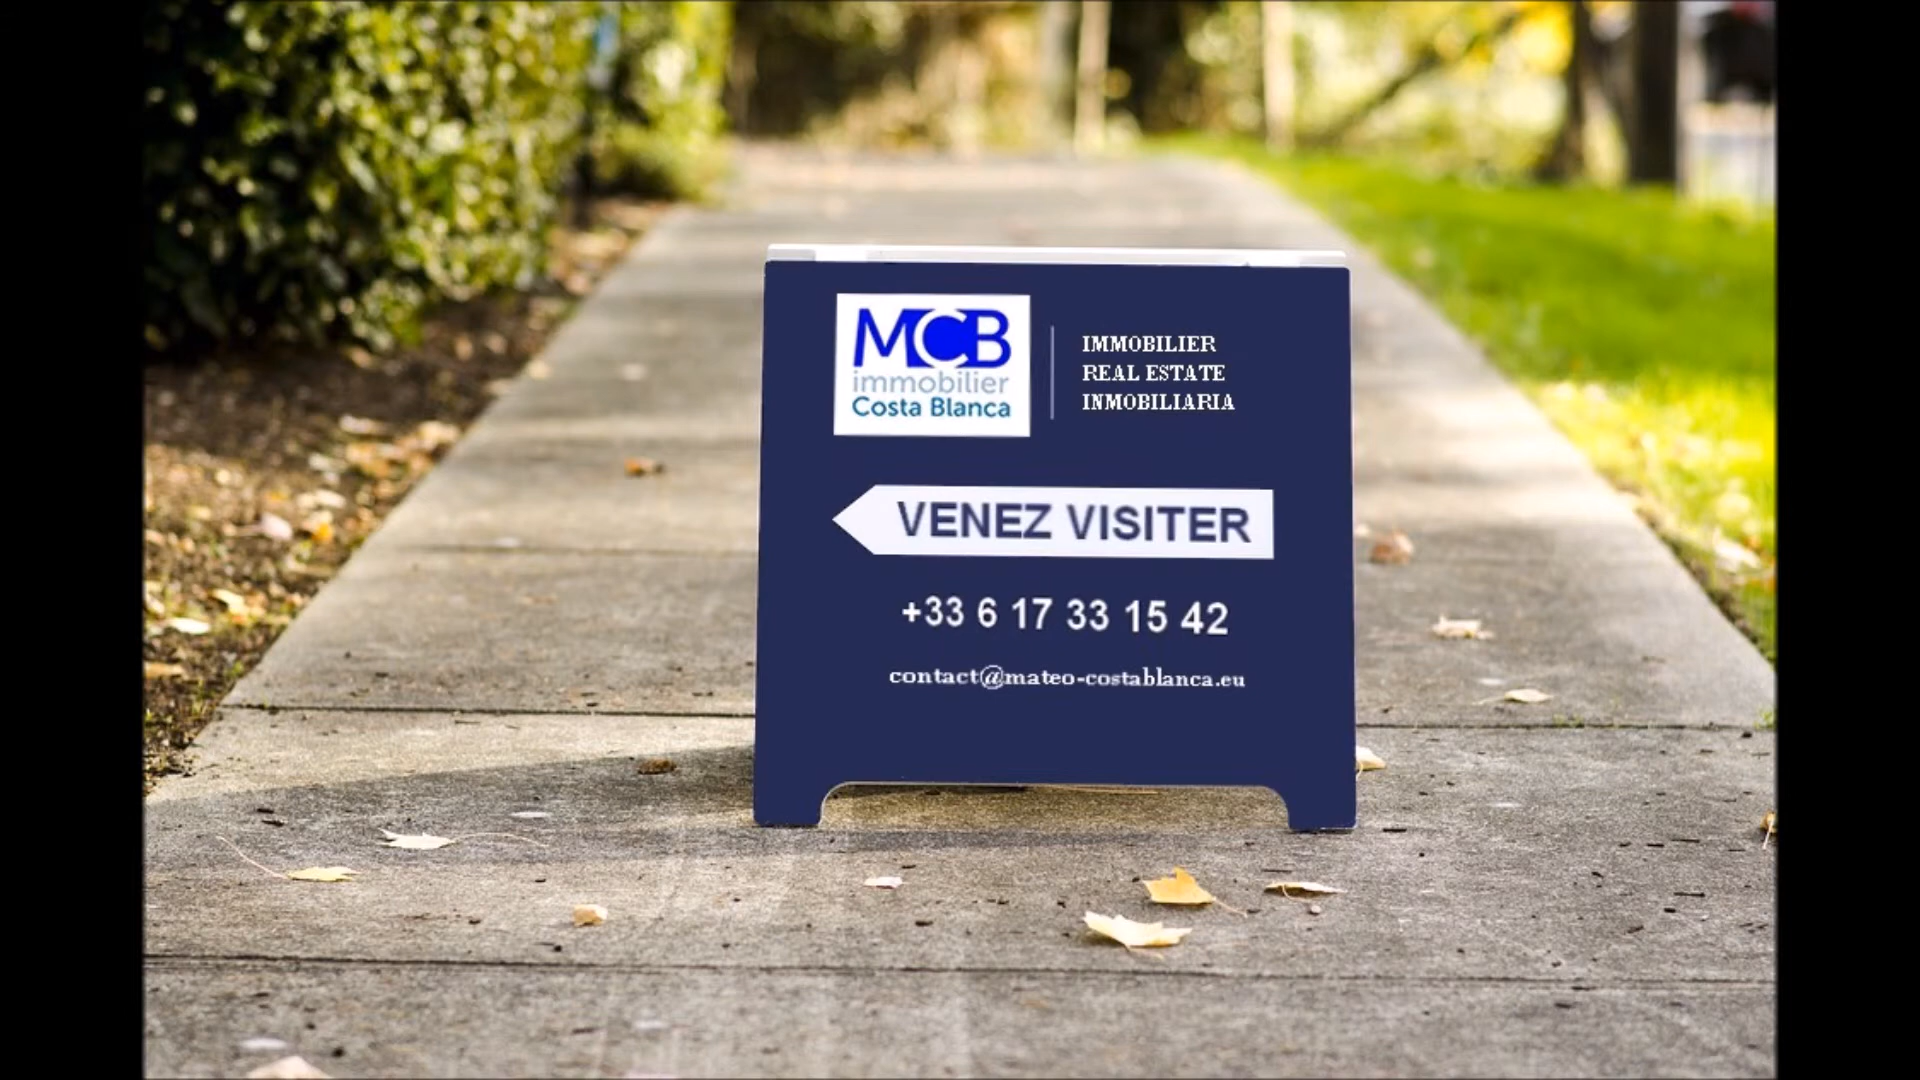 MCB
immobilier
Costa Blanca
IMMOBILIER
REAL ESTATE
INMOBILIARIA
VENEZ VISITER
+33 6 17 33 15 42
contact@mateo-costablanca.eu